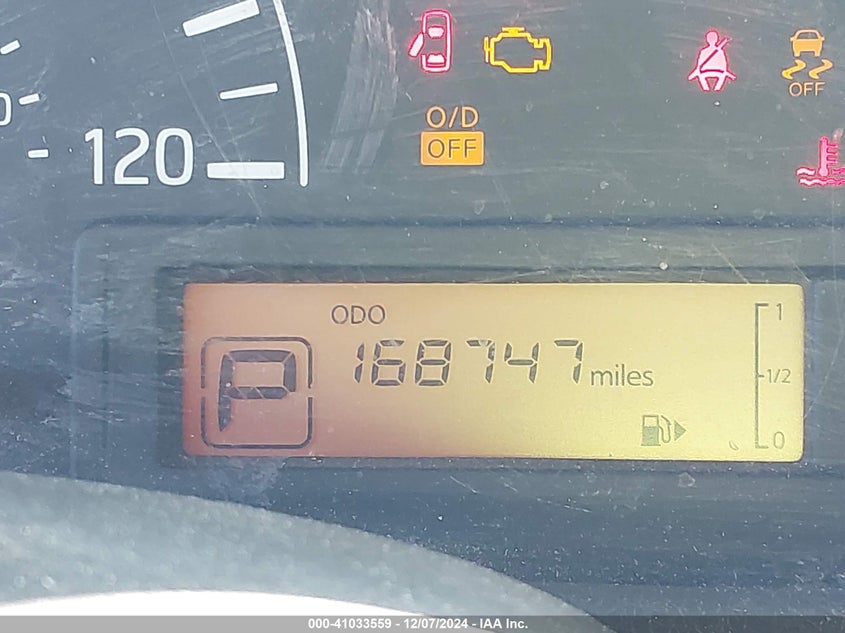 120
O/D
OFF
OFF
ODO
168747 miles
P
1
1/2
0
000-41033559 - 12/07/2024 - IAA Inc.